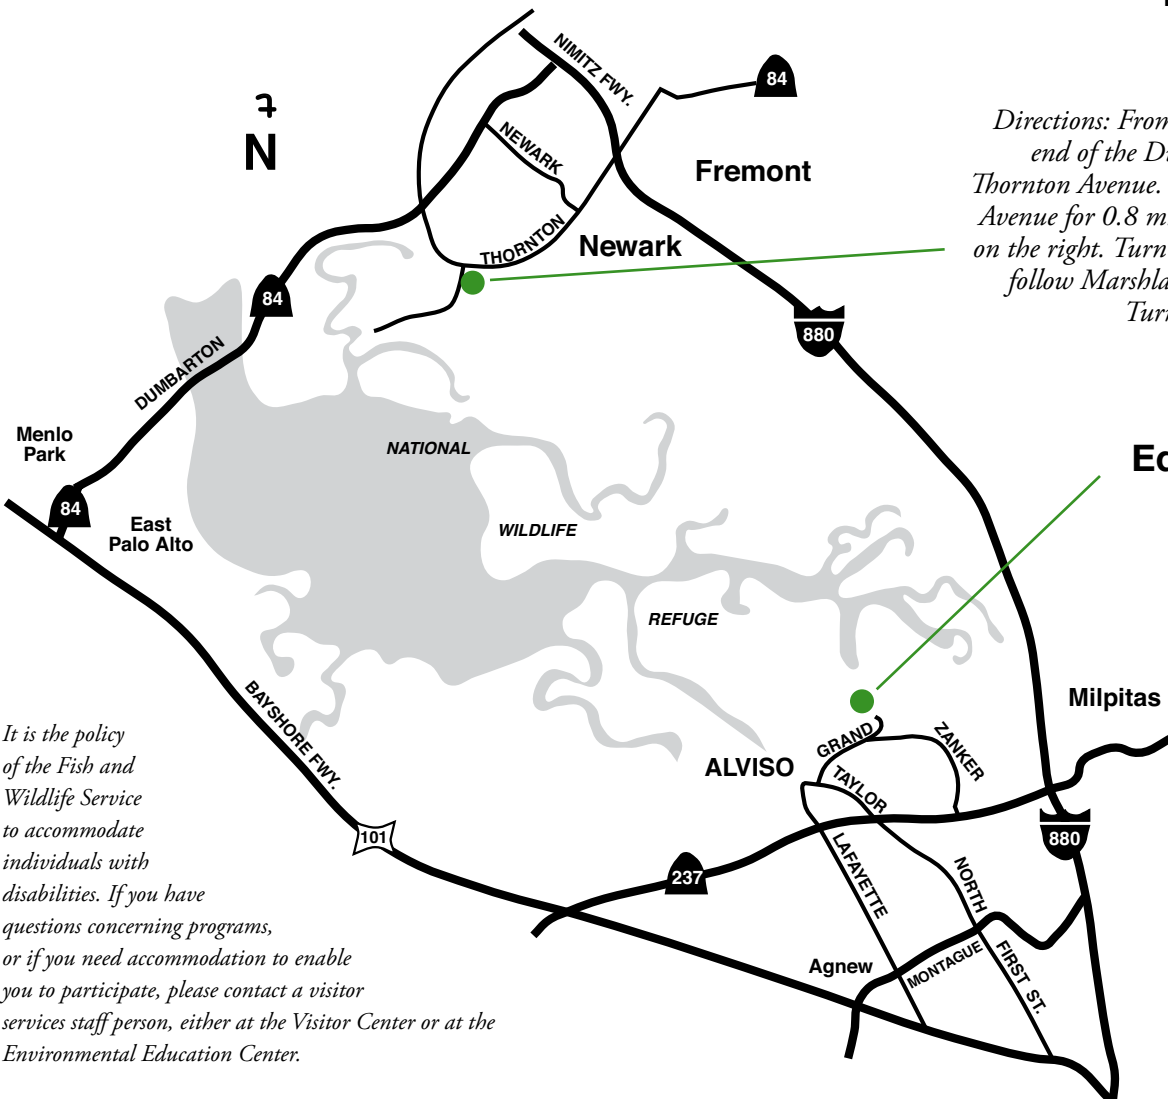 NIMITZ FWY.
84
N
NEWARK
Fremont
Directions: From
end of the D
Thornton Avenue.
Avenue for 0.8 m
on the right. Turn
follow Marshla
Turn
THORNTON
Newark
84
880
DUMBARTON
Menlo
Park
NATIONAL
84
East
Palo Alto
WILDLIFE
REFUGE
Milpitas
BAYSHORE FWY.
GRAND
ZANKER
ALVISO
TAYLOR
101
880
237
LAFAYETTE
NORTH
FIRST ST.
Agnew
MONTAGUE
It is the policy
of the Fish and
Wildlife Service
to accommodate
individuals with
disabilities. If you have
questions concerning programs,
or if you need accommodation to enable
you to participate, please contact a visitor
services staff person, either at the Visitor Center or at the
Environmental Education Center.